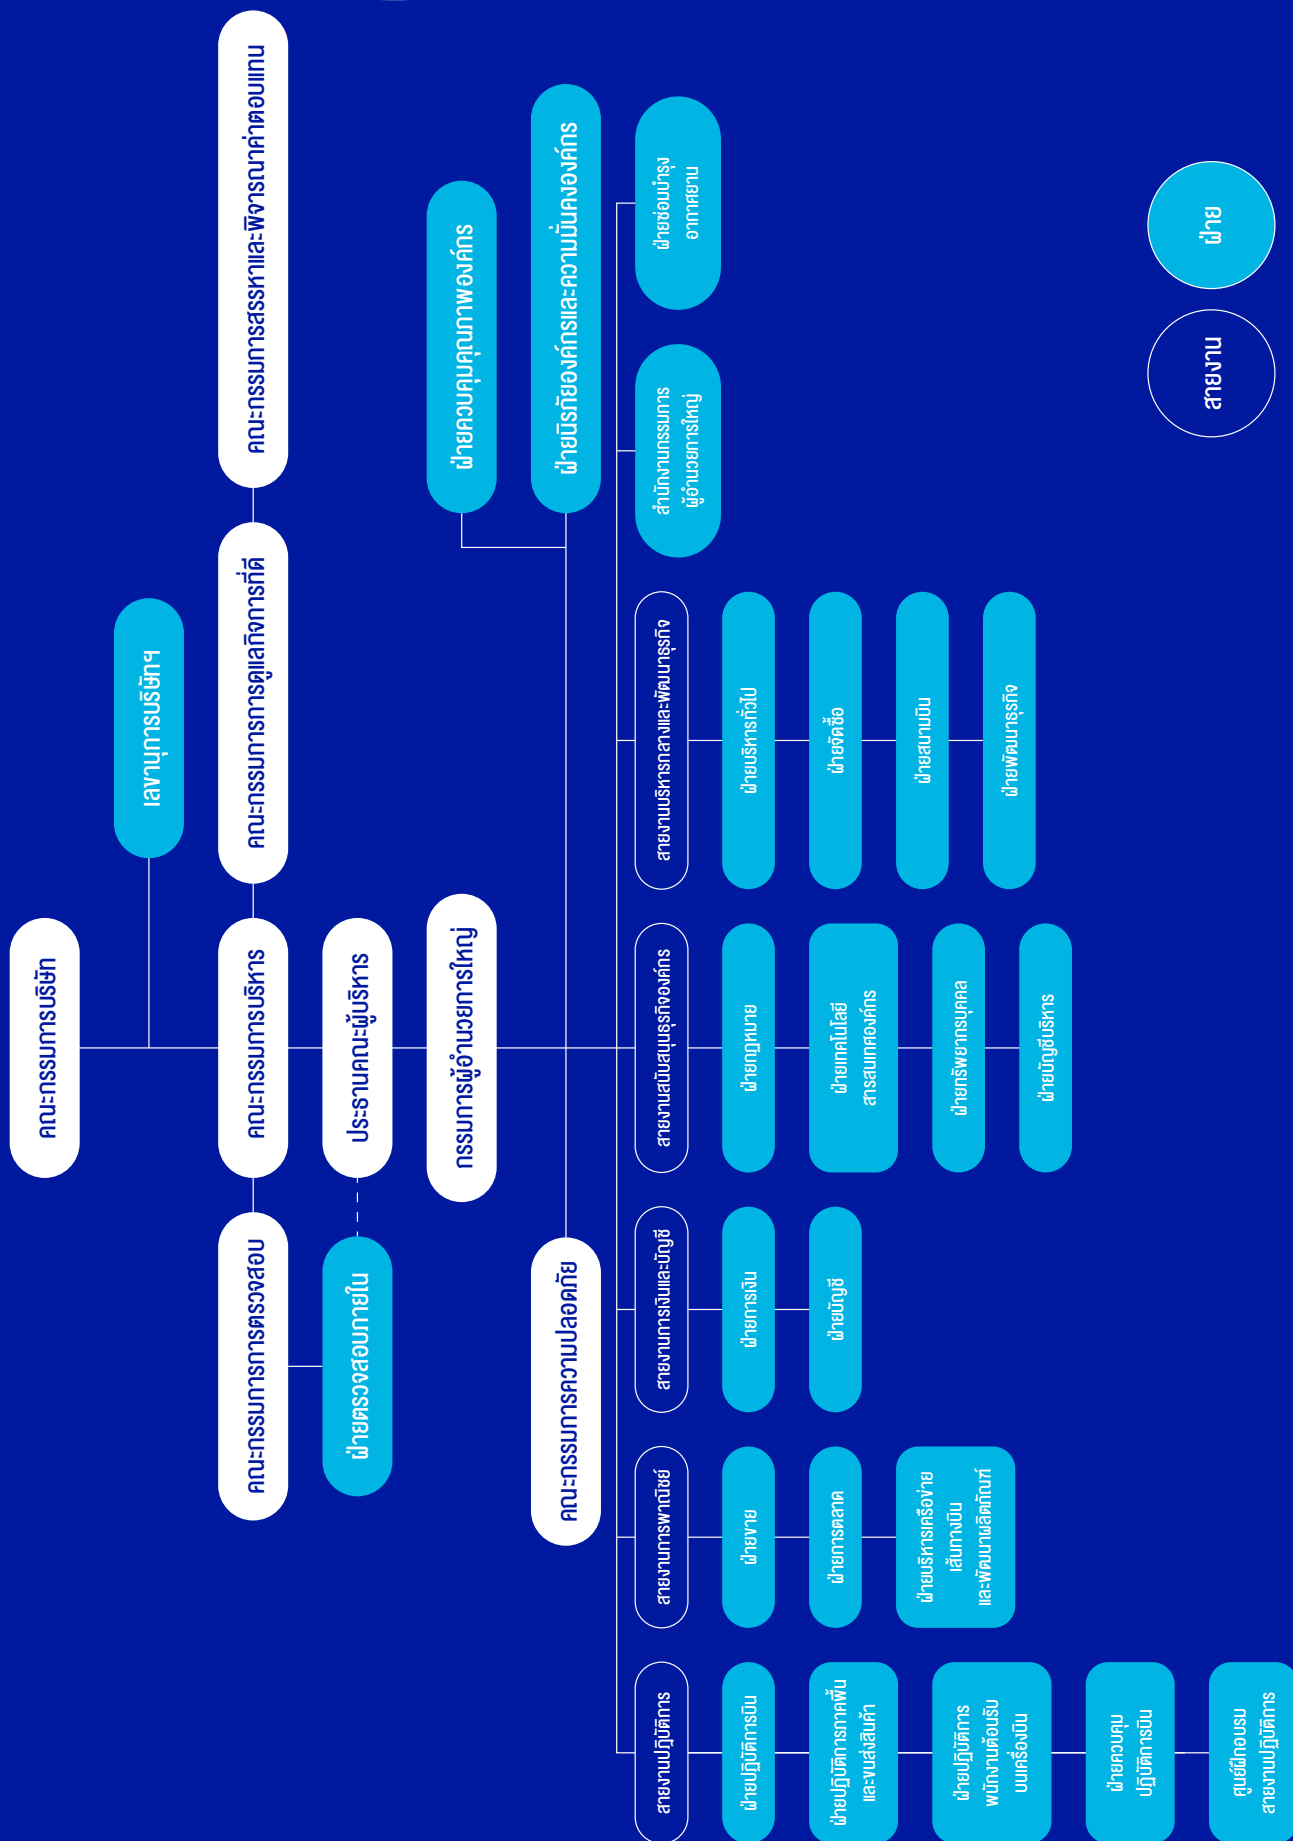 คณะกรรมการบริษัท
เลขานุการบริษัทฯ
คณะกรรมการการตรวจสอบ
คณะกรรมการบริหาร
คณะกรรมการการดูแลกิจการที่ดี
คณะกรรมการสรรหาและพิจารณาค่าตอบแทน
ฝ่ายตรวจสอบภายใน
ประธานคณะผู้บริหาร
กรรมการผู้อำนวยการใหญ่
ฝ่ายควบคุมคุณภาพองค์กร
คณะกรรมการความปลอดภัย
ฝ่ายนิรภัยองค์กรและความมั่นคงองค์กร
สายงานปฏิบัติการ
ฝ่ายปฏิบัติการบิน
ฝ่ายปฏิบัติการภาคพื้น
และขนส่งสินค้า
ฝ่ายปฏิบัติการ
พนักงานต้อนรับ
บนเครื่องบิน
ฝ่ายควบคุม
ปฏิบัติการบิน
ศูนย์ฝึกอบรม
สายงานปฏิบัติการ
สายงานการพาณิชย์
ฝ่ายขาย
ฝ่ายการตลาด
ฝ่ายบริหารเครือข่าย
เส้นทางบิน
และพัฒนาผลิตภัณฑ์
สายงานการเงินและบัญชี
ฝ่ายการเงิน
ฝ่ายบัญชี
สายงานสนับสนุนธุรกิจองค์กร
ฝ่ายกฎหมาย
ฝ่ายเทคโนโลยี
สารสนเทศองค์กร
ฝ่ายทรัพยากรบุคคล
ฝ่ายบัญชีบริหาร
สายงานบริหารกลางและพัฒนาธุรกิจ
ฝ่ายบริหารทั่วไป
ฝ่ายจัดซื้อ
ฝ่ายสนามบิน
ฝ่ายพัฒนาธุรกิจ
สำนักงานกรรมการ
ผู้อำนวยการใหญ่
ฝ่ายซ่อมบำรุง
อากาศยาน
สายงาน
ฝ่าย